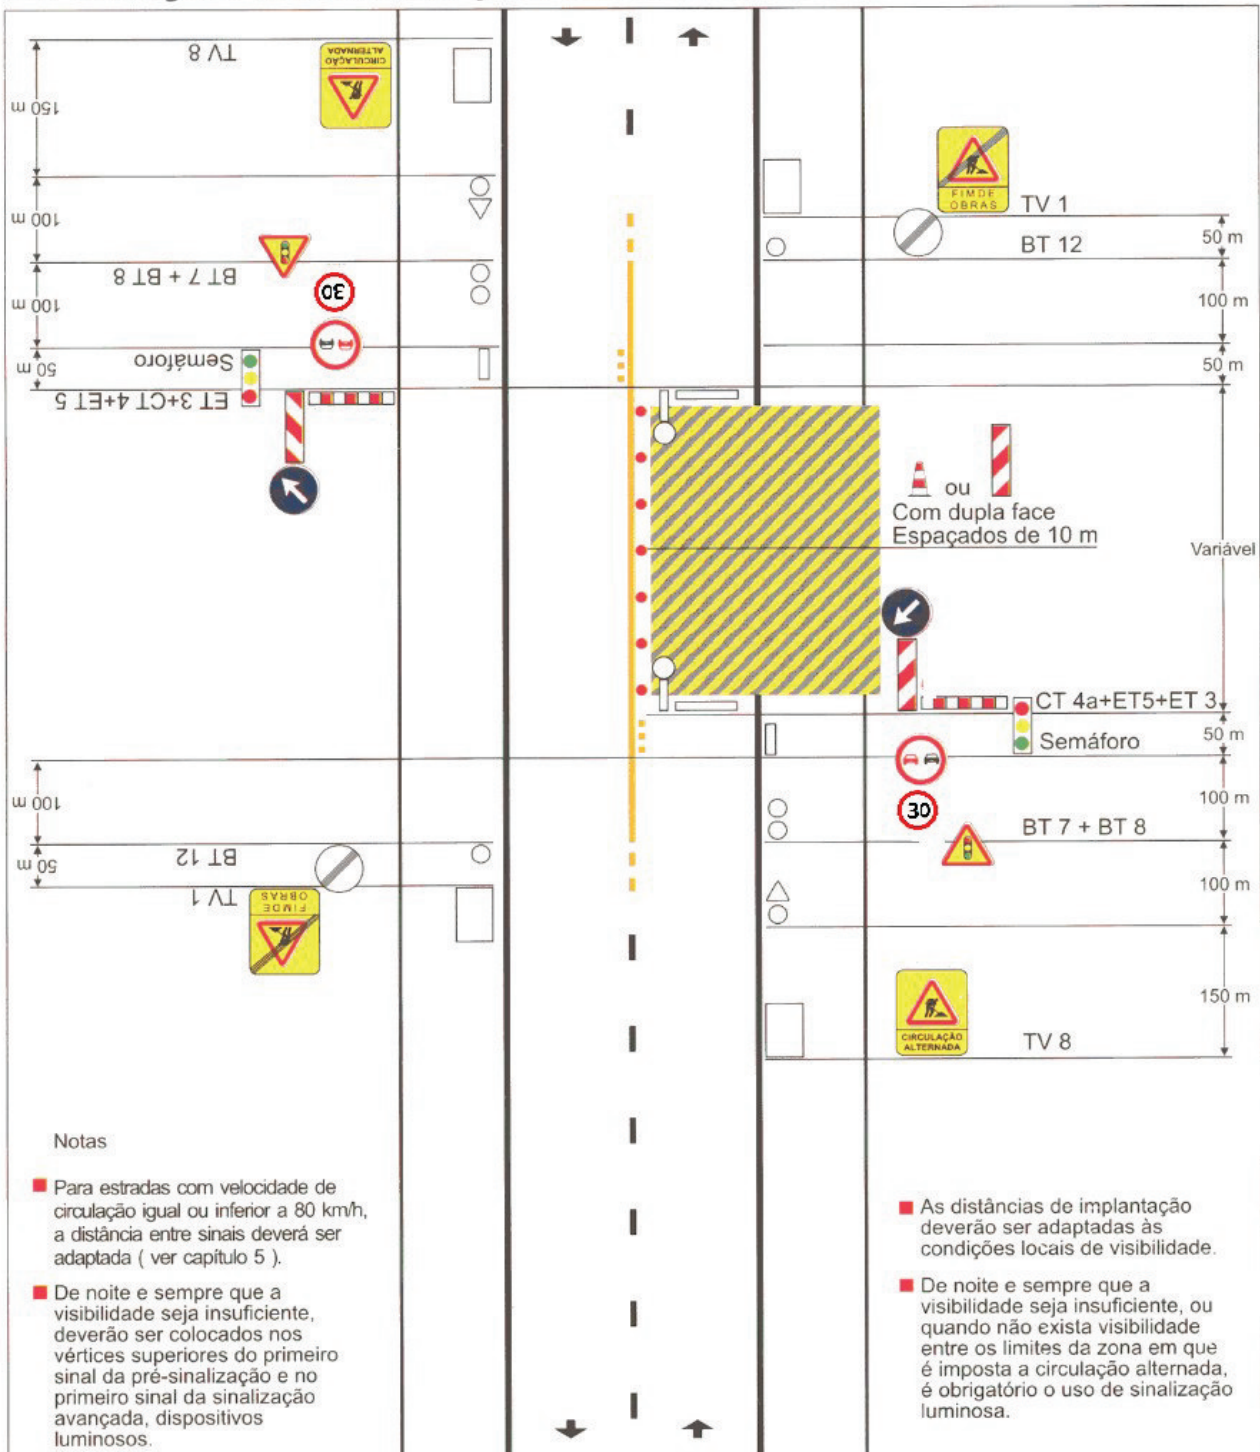 TV 8
CIRCULAÇÃO
ALTERNADA
150 m
100 m
BT 7 + BT 8
30
100 m
Semáforo
50 m
ET 3+CT 4+ET 5
FIM DE
OBRAS
TV 1
50 m
BT 12
100 m
50 m
ou
Com dupla face
Espaçados de 10 m
Variável
CT 4a+ET5+ET 3
50 m
Semáforo
100 m
30
BT 7 + BT 8
100 m
150 m
CIRCULAÇÃO
ALTERNADA
TV 8
100 m
BT 12
50 m
TV 1
FIM DE
OBRAS
Notas
Para estradas com velocidade de
circulação igual ou inferior a 80 km/h,
a distância entre sinais deverá ser
adaptada ( ver capítulo 5 ).
De noite e sempre que a
visibilidade seja insuficiente,
deverão ser colocados nos
vértices superiores do primeiro
sinal da pré-sinalização e no
primeiro sinal da sinalização
avançada, dispositivos
luminosos.
As distâncias de implantação
deverão ser adaptadas às
condições locais de visibilidade.
De noite e sempre que a
visibilidade seja insuficiente, ou
quando não exista visibilidade
entre os limites da zona em que
é imposta a circulação alternada,
é obrigatório o uso de sinalização
luminosa.